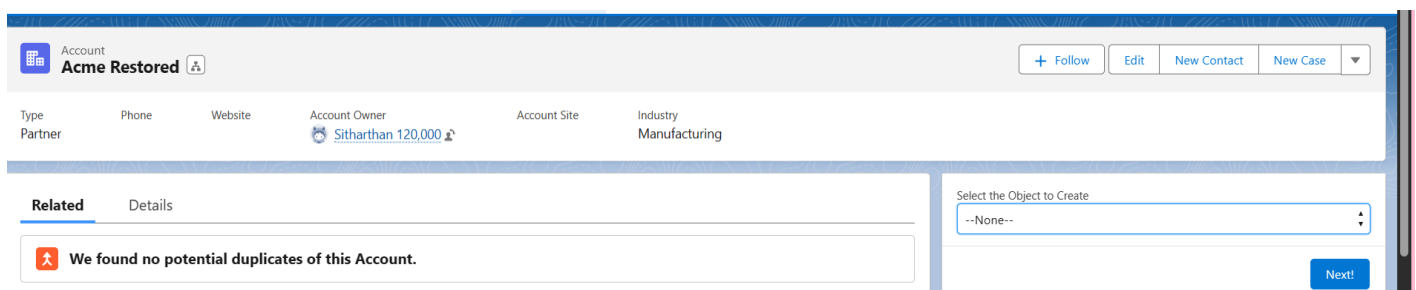 Account
Acme Restored
+ Follow
Edit
New Contact
New Case
Type
Partner
Phone
Website
Account Owner
Sitharthan 120,000
Account Site
Industry
Manufacturing
Related
Details
We found no potential duplicates of this Account.
Select the Object to Create
--None--
Next!